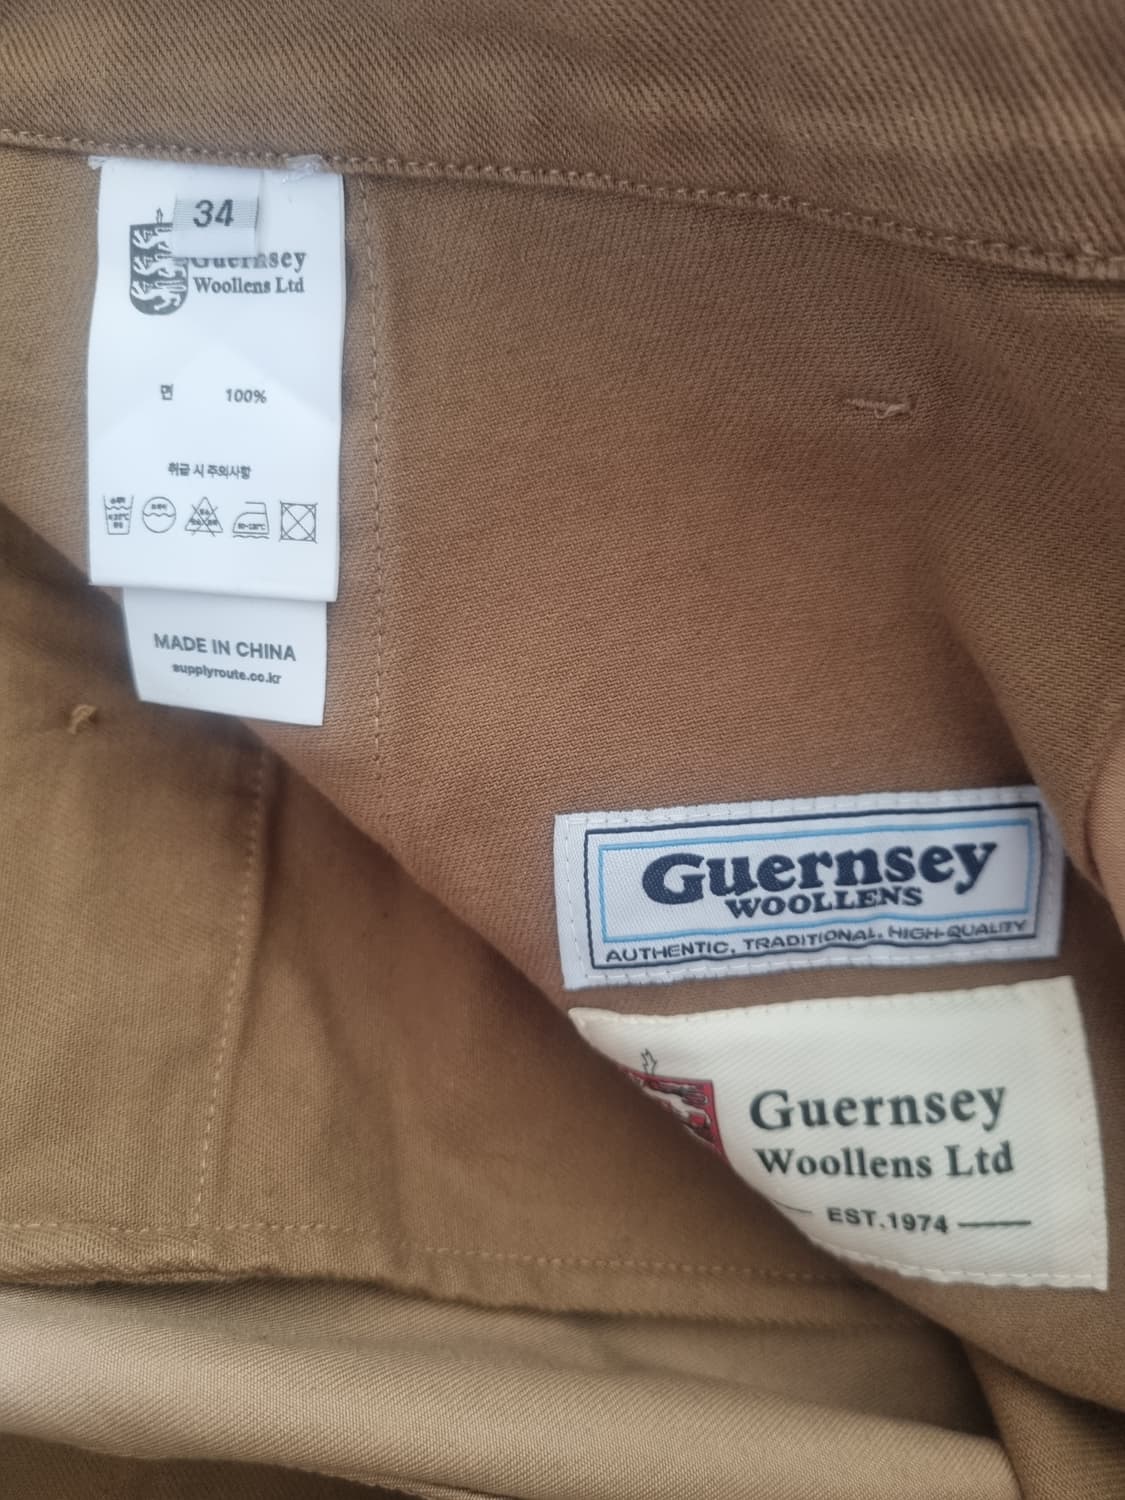 34
Guernsey
Woollens Ltd
면 100%
취급 시 주의사항
MADE IN CHINA
supplyroute.co.kr
Guernsey
WOOLLENS
AUTHENTIC, TRADITIONAL, HIGH-QUALITY
Guernsey
Woollens Ltd
EST.1974